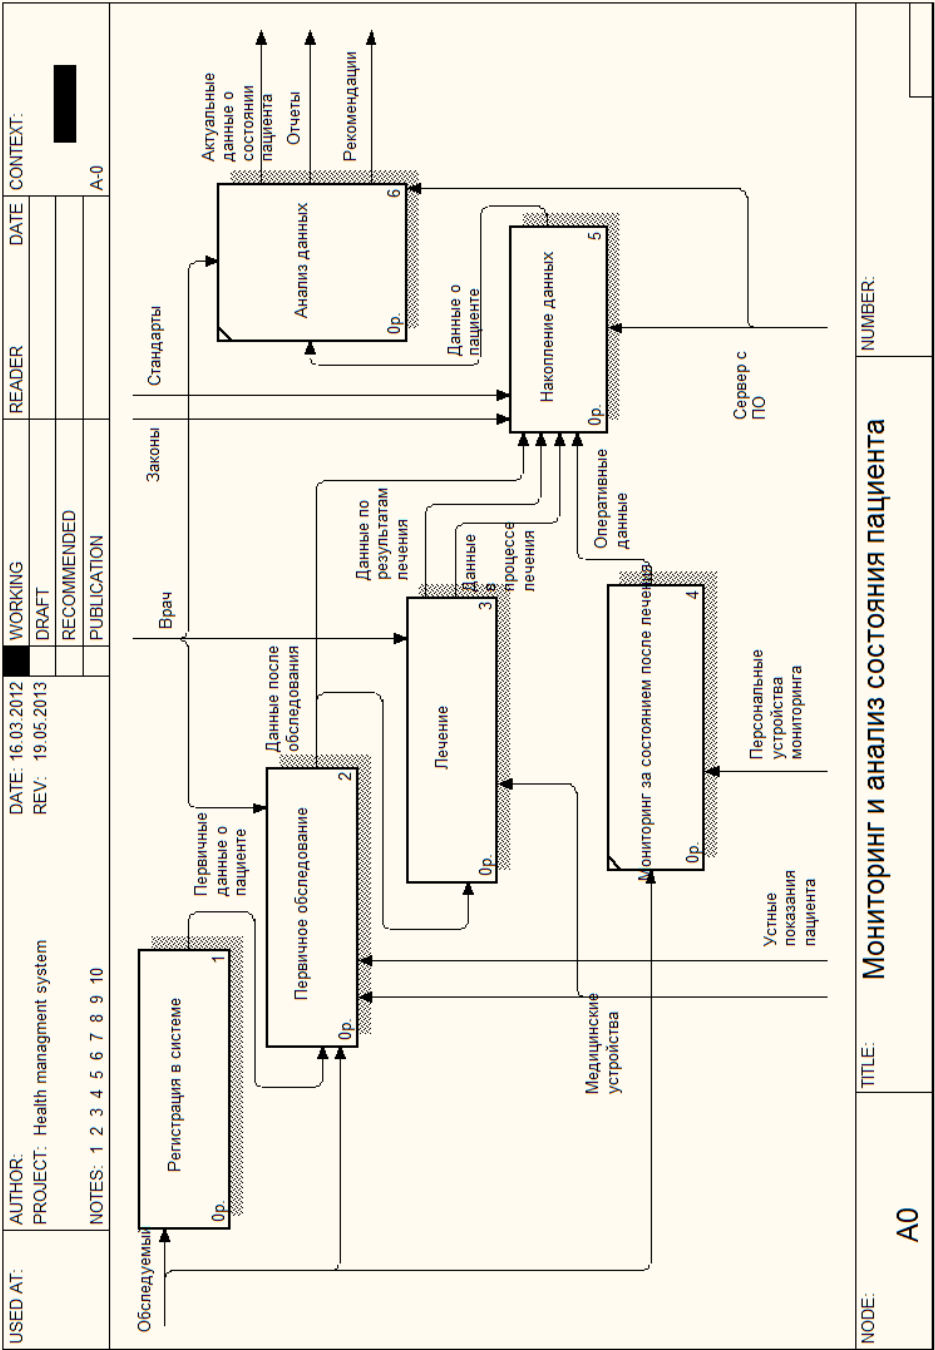 USED AT:
AUTHOR:
PROJECT: Health managment system
NOTES: 1 2 3 4 5 6 7 8 9 10
DATE: 16.03.2012
REV: 19.05.2013
WORKING
DRAFT
RECOMMENDED
PUBLICATION
READER
DATE
CONTEXT:
A-0
Обследуемый
Регистрация в системе
0р.
1
Первичные
данные о
пациенте
Первичное обследование
0р.
2
Данные после
обследования
Врач
Лечение
0р.
3
Данные по
результатам
лечения
Данные
в
процессе
лечения
Мониторинг за состоянием после лечения
0р.
4
Оперативные
данные
Законы
Стандарты
Накопление данных
0р.
5
Данные о
пациенте
Анализ данных
0р.
6
Актуальные
данные о
состоянии
пациента
Отчеты
Рекомендации
Медицинские
устройства
Устные
показания
пациента
Персональные
устройства
мониторинга
Сервер с
ПО
NODE:
A0
TITLE:
Мониторинг и анализ состояния пациента
NUMBER: